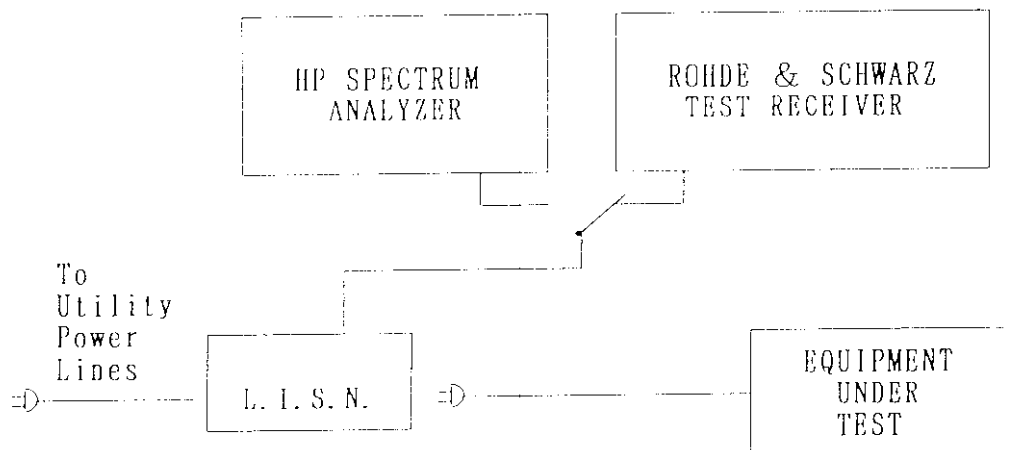 HP SPECTRUM
ANALYZER
ROHDE & SCHWARZ
TEST RECEIVER
To
Utility
Power
Lines
L. I. S. N.
EQUIPMENT
UNDER
TEST